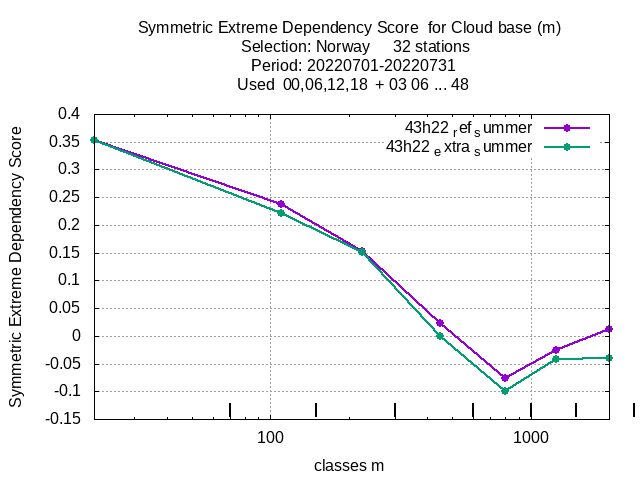 Symmetric Extreme Dependency Score for Cloud base (m)
Selection: Norway 32 stations
Period: 20220701-20220731
Used 00,06,12,18 + 03 06 ... 48
43h22 ref summer
43h22 extra summer
Symmetric Extreme Dependency Score
0.4
0.35
0.3
0.25
0.2
0.15
0.1
0.05
0
-0.05
-0.1
-0.15
100 1000
classes m